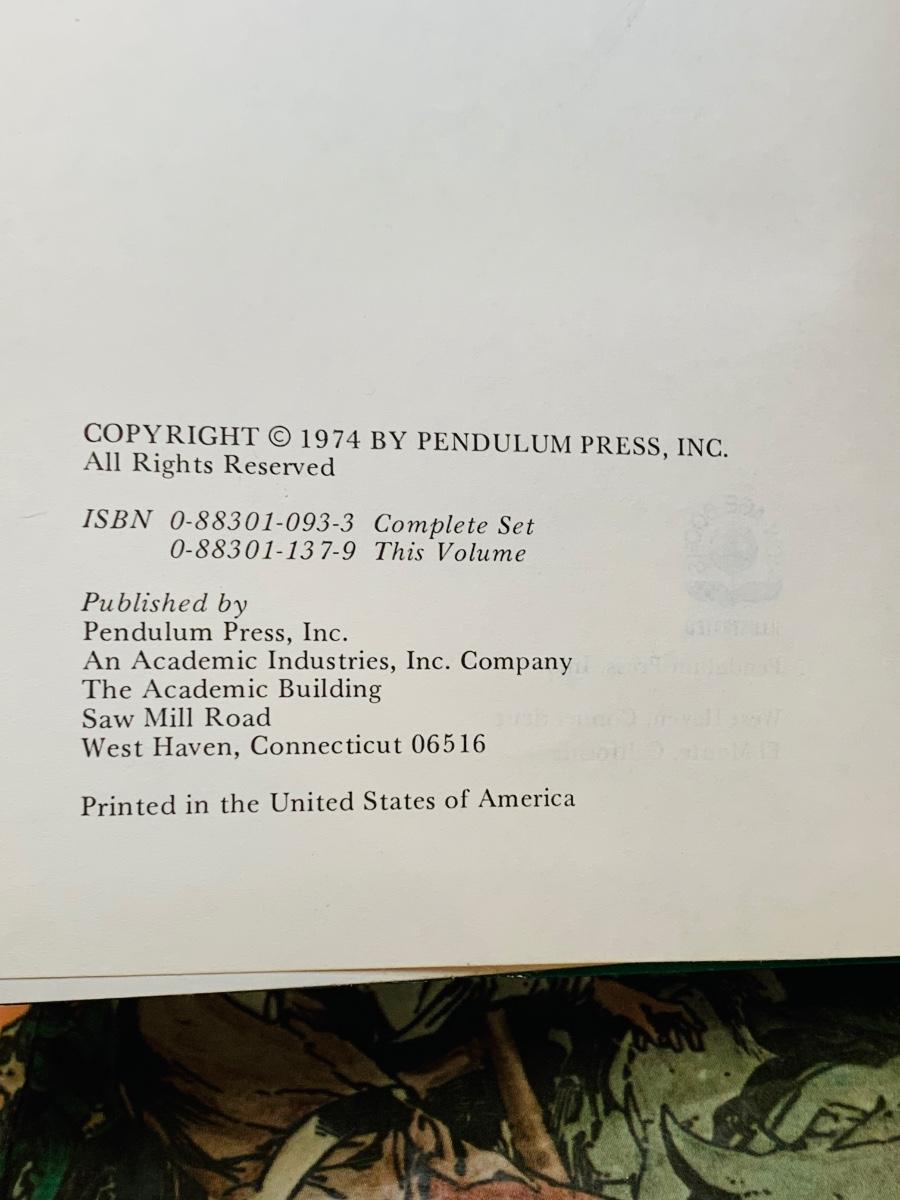 COPYRIGHT © 1974 BY PENDULUM PRESS, INC.
All Rights Reserved
ISBN 0-88301-093-3 Complete Set
0-88301-137-9 This Volume
Published by
Pendulum Press, Inc.
An Academic Industries, Inc. Company
The Academic Building
Saw Mill Road
West Haven, Connecticut 06516
Printed in the United States of America